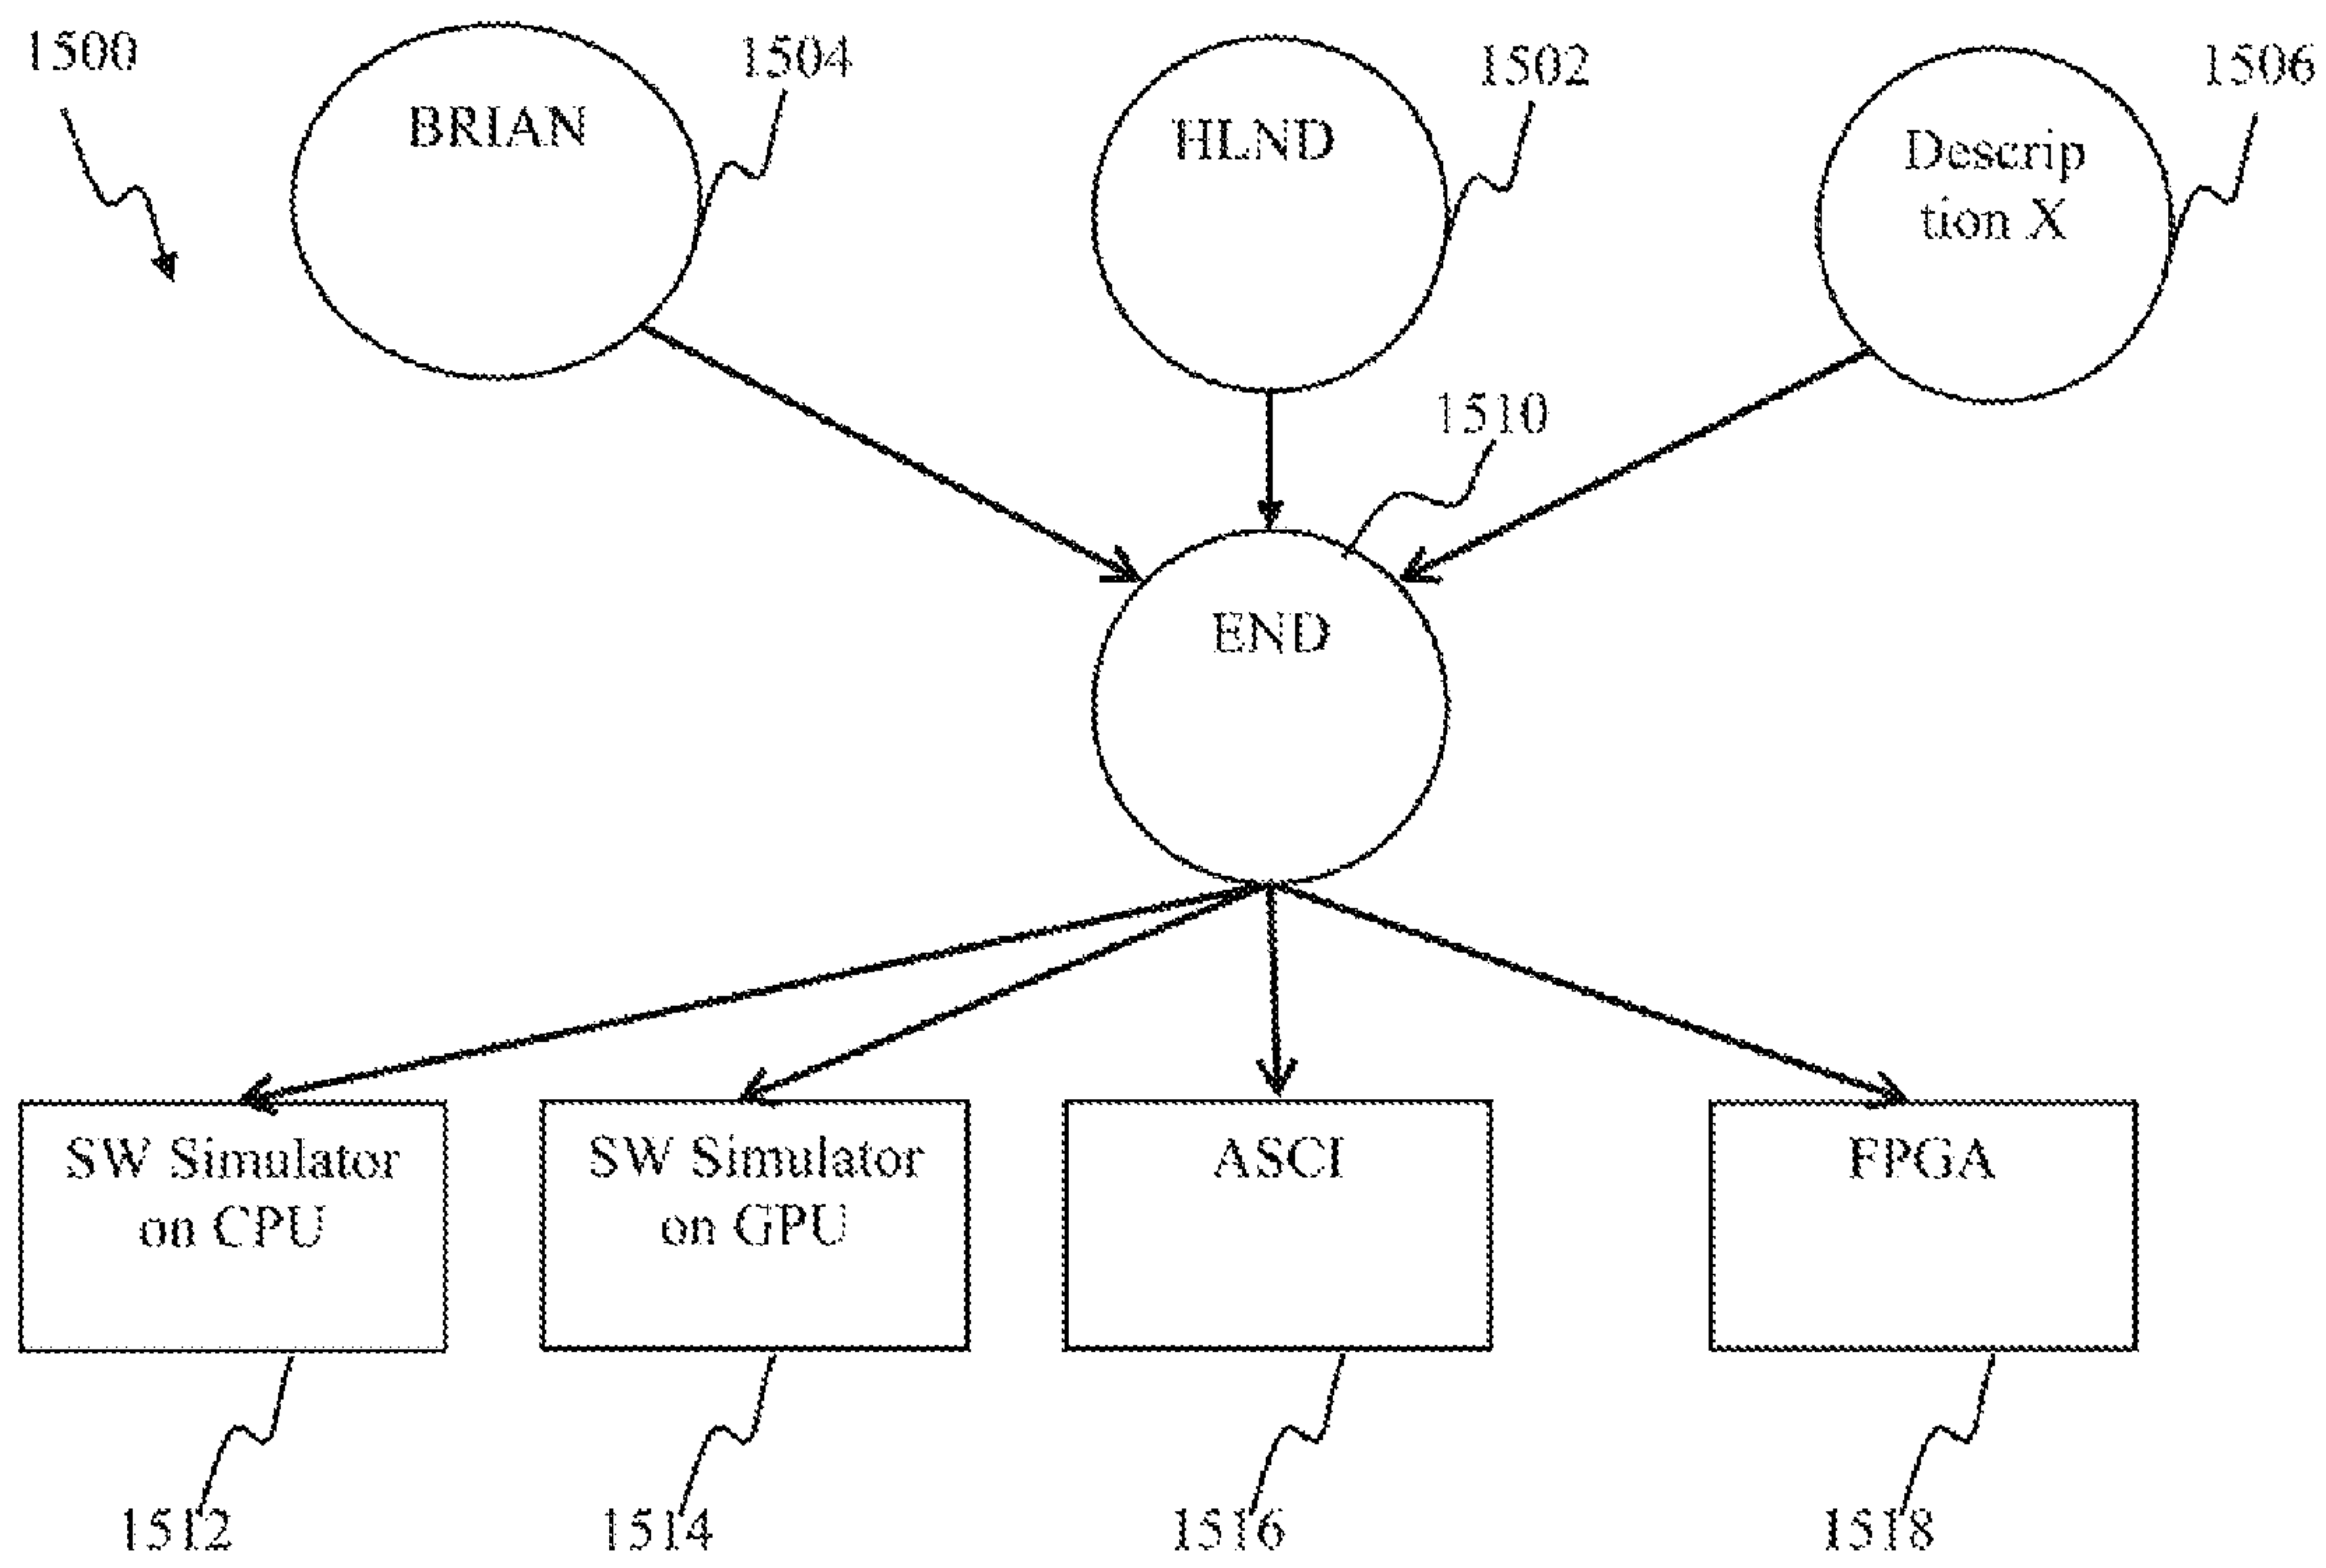 1500
1504
1502
1506
BRIAN
HLND
Descrip
tion X
1510
END
SW Simulator
on CPU
SW Simulator
on GPU
ASCI
FPGA
1512
1514
1516
1518